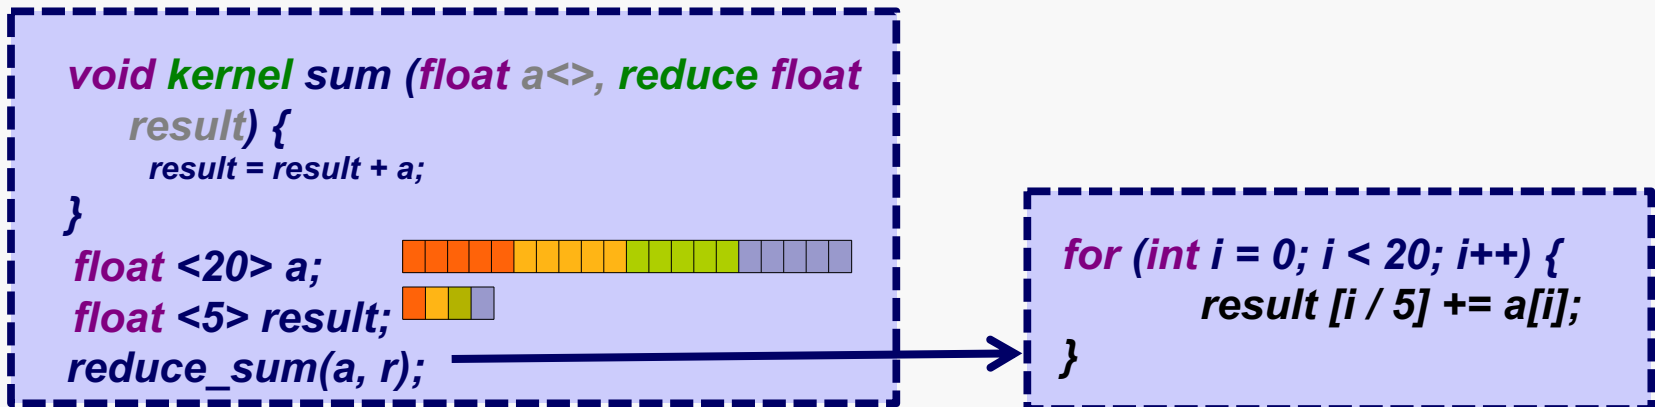 void kernel sum (float a<>, reduce float
result) {
result = result + a;
}
float <20> a;
float <5> result;
reduce_sum(a, r);
for (int i = 0; i < 20; i++) {
result [i / 5] += a[i];
}